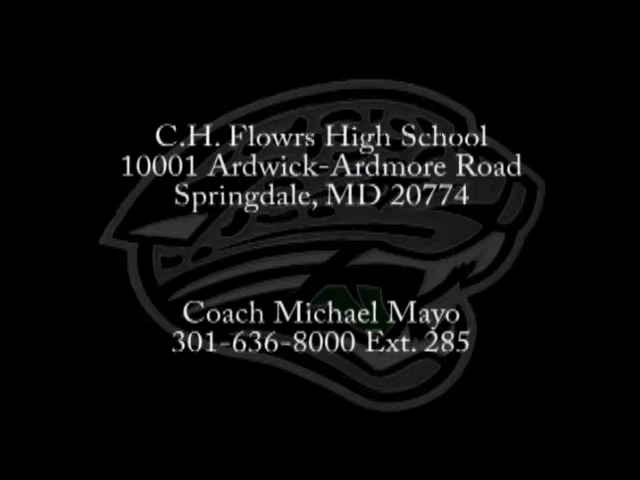 C.H. Flowrs High School
10001 Ardwick-Ardmore Road
Springdale, MD 20774
Coach Michael Mayo
301-636-8000 Ext. 285